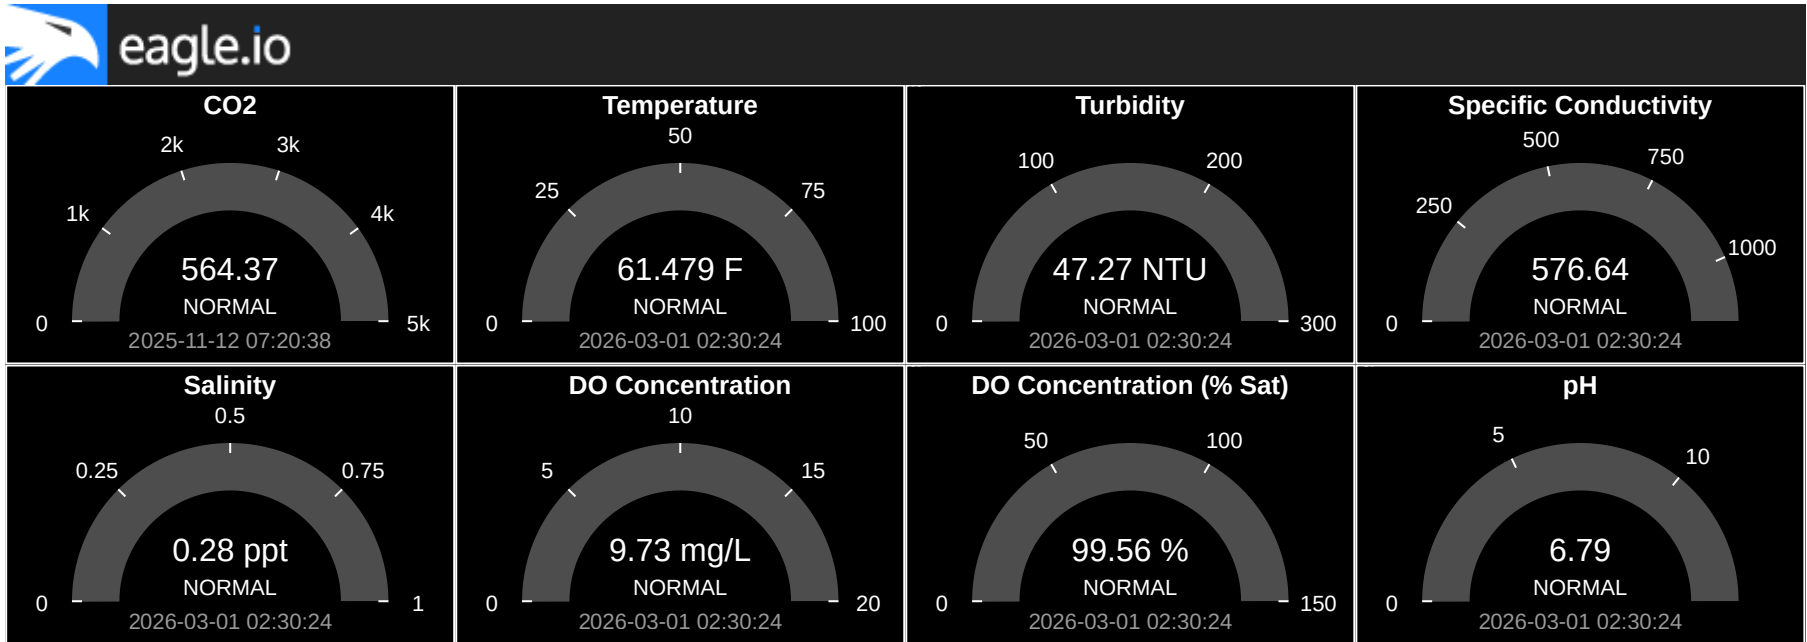 eagle.io
CO2
2k
3k
1k
4k
564.37
NORMAL
0
5k
2025-11-12 07:20:38
Temperature
50
25
75
61.479 F
NORMAL
0
100
2026-03-01 02:30:24
Turbidity
100
200
47.27 NTU
NORMAL
0
300
2026-03-01 02:30:24
Specific Conductivity
500
750
250
1000
576.64
NORMAL
0
2026-03-01 02:30:24
Salinity
0.5
0.25
0.75
0.28 ppt
NORMAL
0
1
2026-03-01 02:30:24
DO Concentration
10
5
15
9.73 mg/L
NORMAL
0
20
2026-03-01 02:30:24
DO Concentration (% Sat)
50
100
99.56 %
NORMAL
0
150
2026-03-01 02:30:24
pH
5
10
6.79
NORMAL
0
2026-03-01 02:30:24